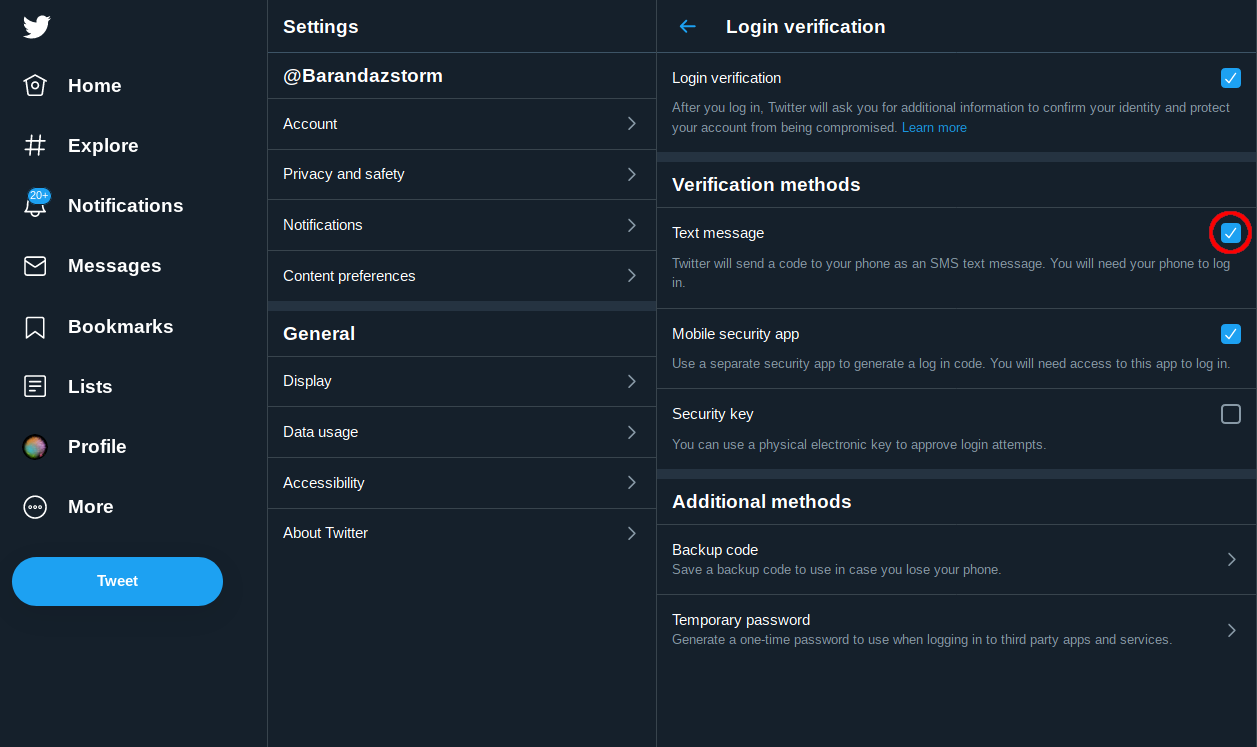 Home
Explore
20+
Notifications
Messages
Bookmarks
Lists
Profile
More
Tweet
Settings
@Barandazstorm
Account
Privacy and safety
Notifications
Content preferences
General
Display
Data usage
Accessibility
About Twitter
Login verification
Login verification
After you log in, Twitter will ask you for additional information to confirm your identity and protect
your account from being compromised. Learn more
Verification methods
Text message
Twitter will send a code to your phone as an SMS text message. You will need your phone to log
in.
Mobile security app
Use a separate security app to generate a log in code. You will need access to this app to log in.
Security key
You can use a physical electronic key to approve login attempts.
Additional methods
Backup code
Save a backup code to use in case you lose your phone.
Temporary password
Generate a one-time password to use when logging in to third party apps and services.